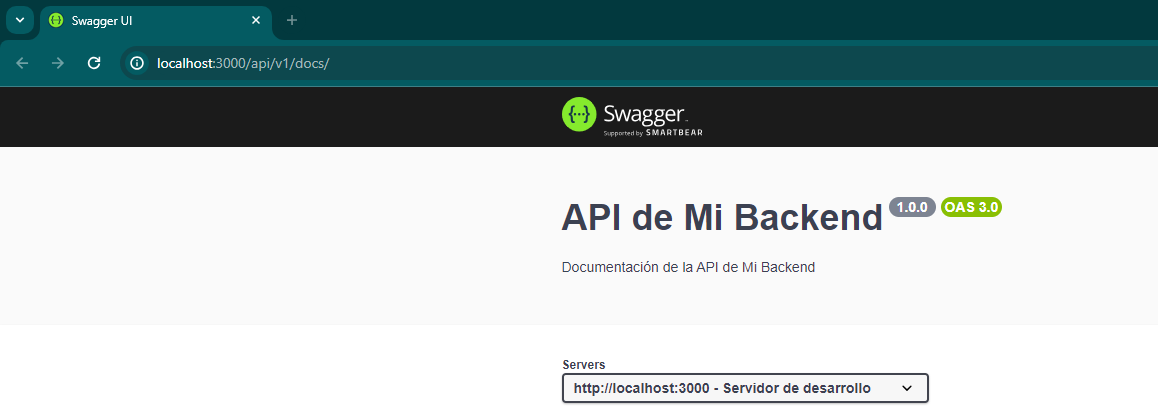 Swagger UI
localhost:3000/api/v1/docs/
{···} Swagger
Supported by SMARTBEAR
API de Mi Backend 1.0.0 OAS 3.0
Documentación de la API de Mi Backend
Servers
http://localhost:3000 - Servidor de desarrollo